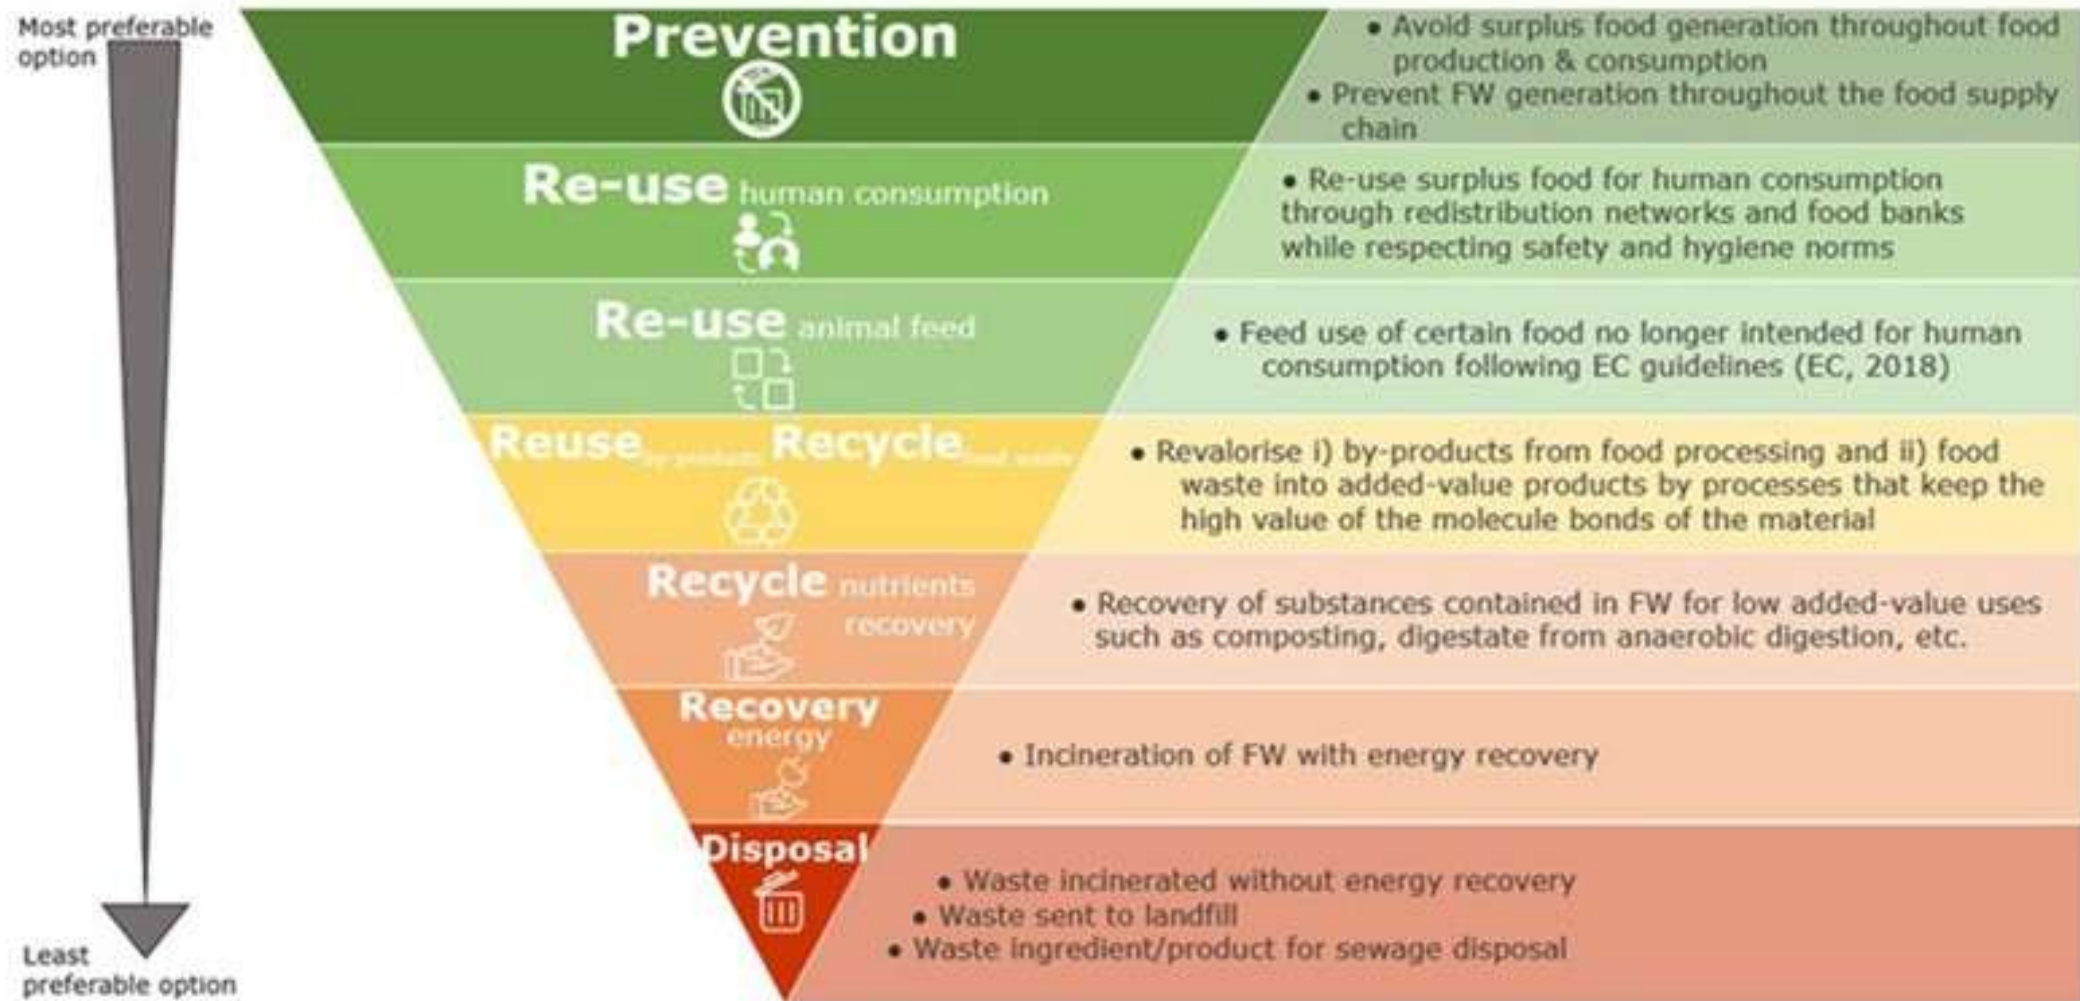 Most preferable
option
Prevention
• Avoid surplus food generation throughout food
production & consumption
• Prevent FW generation throughout the food supply
chain
Re-use human consumption
• Re-use surplus food for human consumption
through redistribution networks and food banks
while respecting safety and hygiene norms
Re-use animal feed
• Feed use of certain food no longer intended for human
consumption following EC guidelines (EC, 2018)
Reuse by-products Recycle food waste
• Revalorise i) by-products from food processing and ii) food
waste into added-value products by processes that keep the
high value of the molecule bonds of the material
Recycle nutrients
recovery
• Recovery of substances contained in FW for low added-value uses
such as composting, digestate from anaerobic digestion, etc.
Recovery
energy
• Incineration of FW with energy recovery
Disposal
• Waste incinerated without energy recovery
• Waste sent to landfill
• Waste ingredient/product for sewage disposal
Least
preferable option